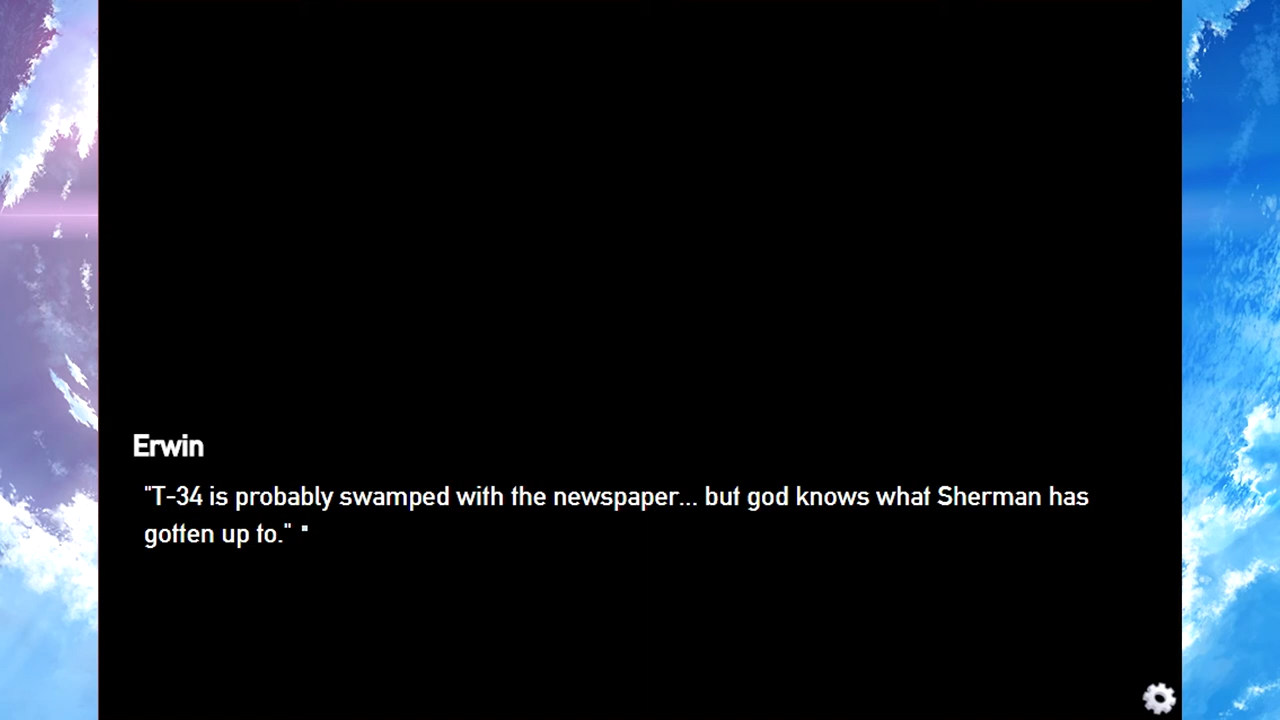 Erwin
"T-34 is probably swamped with the newspaper... but god knows what Sherman has
gotten up to."